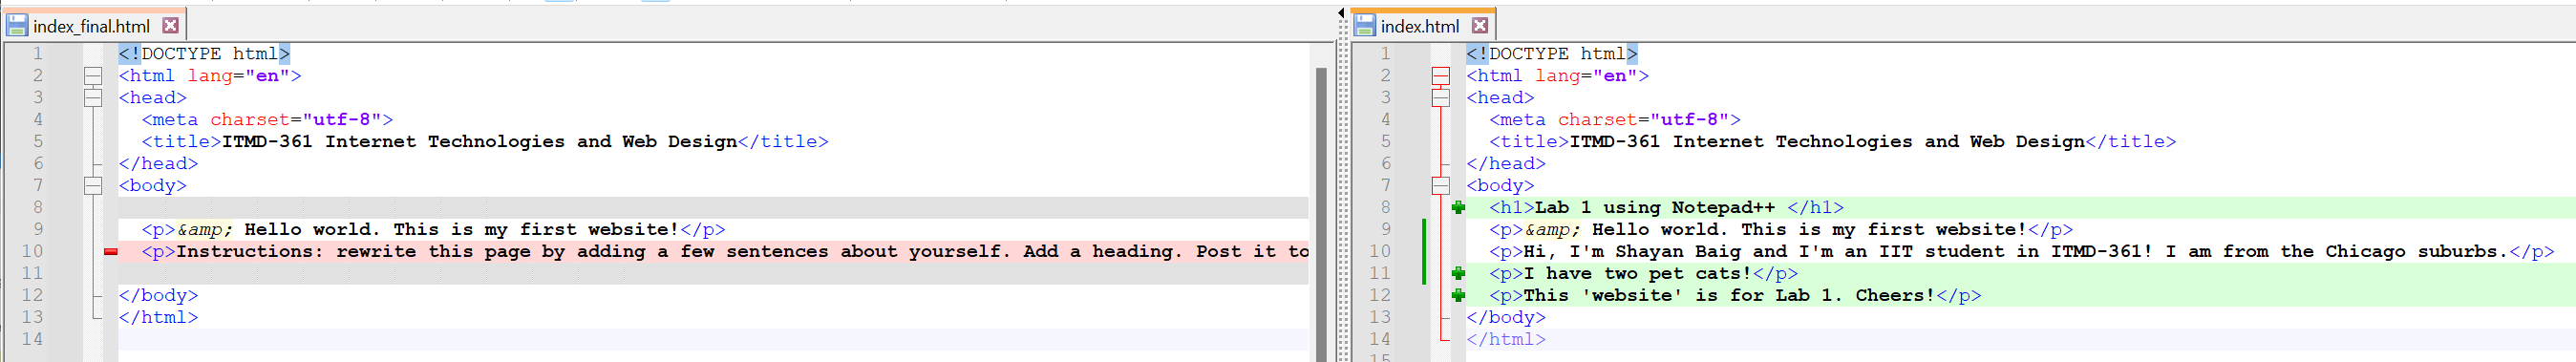 index_final.html
1 <!DOCTYPE html>
2 <html lang="en">
3 <head>
4 <meta charset="utf-8">
5 <title>ITMD-361 Internet Technologies and Web Design</title>
6 </head>
7 <body>
8
9 <p>&amp; Hello world. This is my first website!</p>
10 <p>Instructions: rewrite this page by adding a few sentences about yourself. Add a heading. Post it to
11
12 </body>
13 </html>
14
index.html
1 <!DOCTYPE html>
2 <html lang="en">
3 <head>
4 <meta charset="utf-8">
5 <title>ITMD-361 Internet Technologies and Web Design</title>
6 </head>
7 <body>
8 <h1>Lab 1 using Notepad++ </h1>
9 <p>&amp; Hello world. This is my first website!</p>
10 <p>Hi, I'm Shayan Baig and I'm an IIT student in ITMD-361! I am from the Chicago suburbs.</p>
11 <p>I have two pet cats!</p>
12 <p>This 'website' is for Lab 1. Cheers!</p>
13 </body>
14 </html>
15